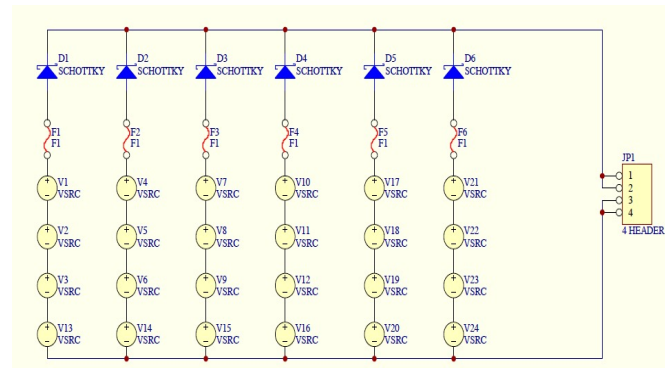 D1 D2 D3 D4 D5 D6
SCHOTTKY SCHOTTKY SCHOTTKY SCHOTTKY SCHOTTKY SCHOTTKY
F1 F2 F3 F4 F5 F6
F1 F1 F1 F1 F1 F1
JP1
1
2
3
4
4 HEADER
V1 V4 V7 V10 V17 V21
VSRC VSRC VSRC VSRC VSRC VSRC
V2 V5 V8 V11 V18 V22
VSRC VSRC VSRC VSRC VSRC VSRC
V3 V6 V9 V12 V19 V23
VSRC VSRC VSRC VSRC VSRC VSRC
V13 V14 V15 V16 V20 V24
VSRC VSRC VSRC VSRC VSRC VSRC